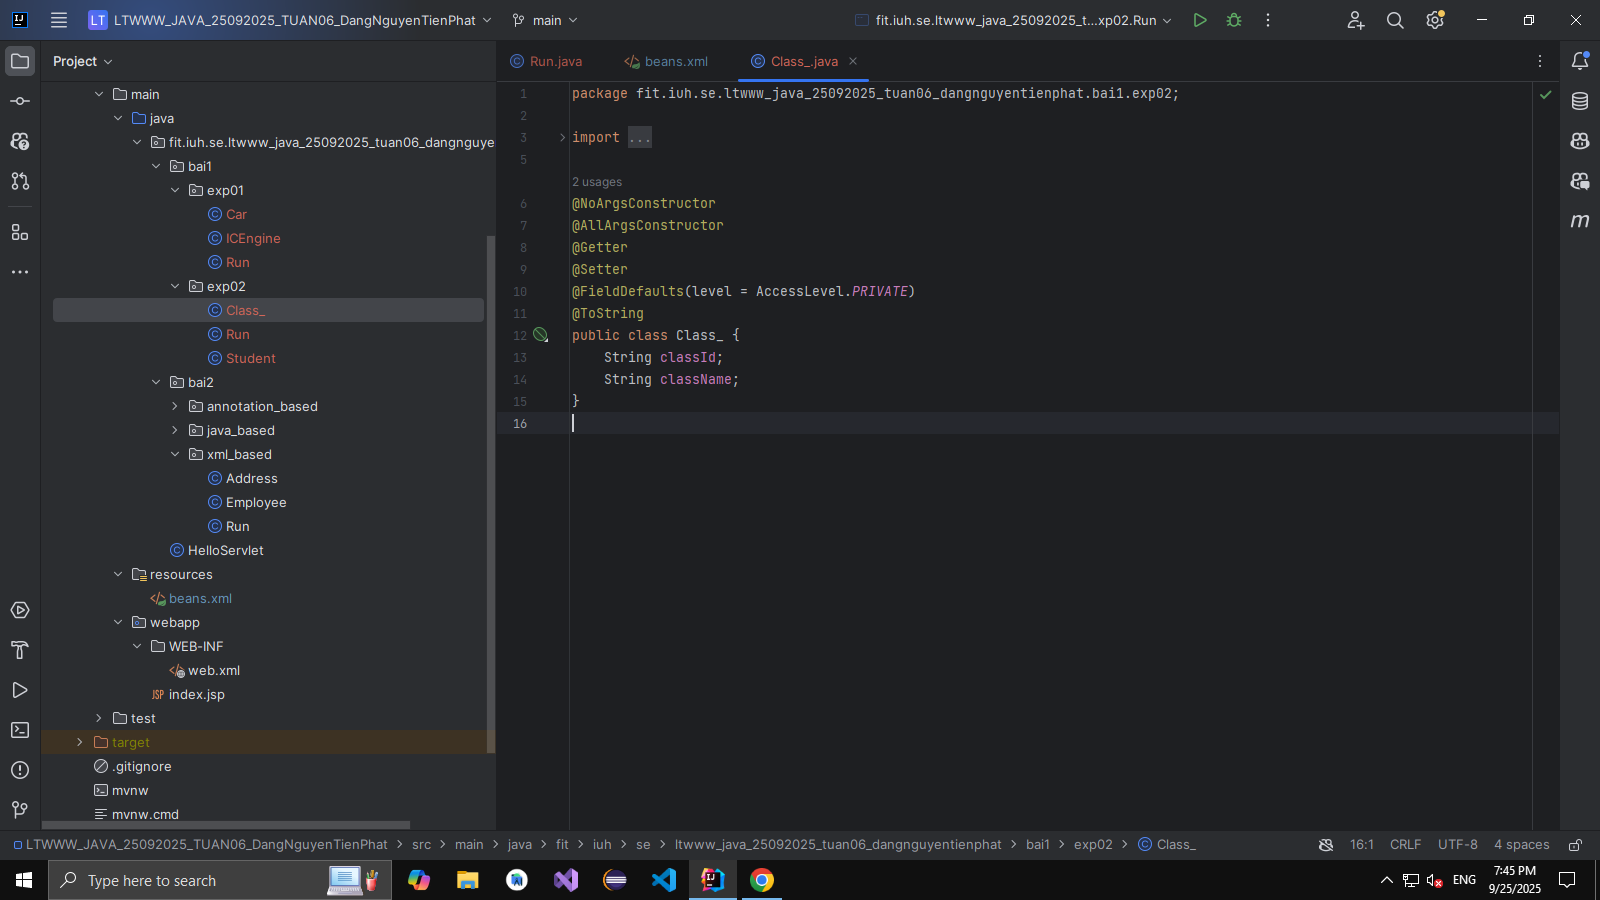 LT LTWWW_JAVA_25092025_TUAN06_DangNguyenTienPhat main fit.iuh.se.ltwww_java_25092025_t...xp02.Run
Project
Run.java beans.xml Class_.java
main
java
fit.iuh.se.ltwww_java_25092025_tuan06_dangnguye
bai1
exp01
Car
ICEngine
Run
exp02
Class_
Run
Student
bai2
annotation_based
java_based
xml_based
Address
Employee
Run
HelloServlet
resources
beans.xml
webapp
WEB-INF
web.xml
JSP index.jsp
test
target
.gitignore
mvnw
mvnw.cmd
1 package fit.iuh.se.ltwww_java_25092025_tuan06_dangnguyentienphat.bai1.exp02;
2
3 import ...
5
2 usages
6 @NoArgsConstructor
7 @AllArgsConstructor
8 @Getter
9 @Setter
10 @FieldDefaults(level = AccessLevel.PRIVATE)
11 @ToString
12 public class Class_ {
13 String classId;
14 String className;
15 }
16
m
LTWWW_JAVA_25092025_TUAN06_DangNguyenTienPhat > src > main > java > fit > iuh > se > ltwww_java_25092025_tuan06_dangnguyentienphat > bai1 > exp02 > Class_ 16:1 CRLF UTF-8 4 spaces
Type here to search
ENG
7:45 PM
9/25/2025